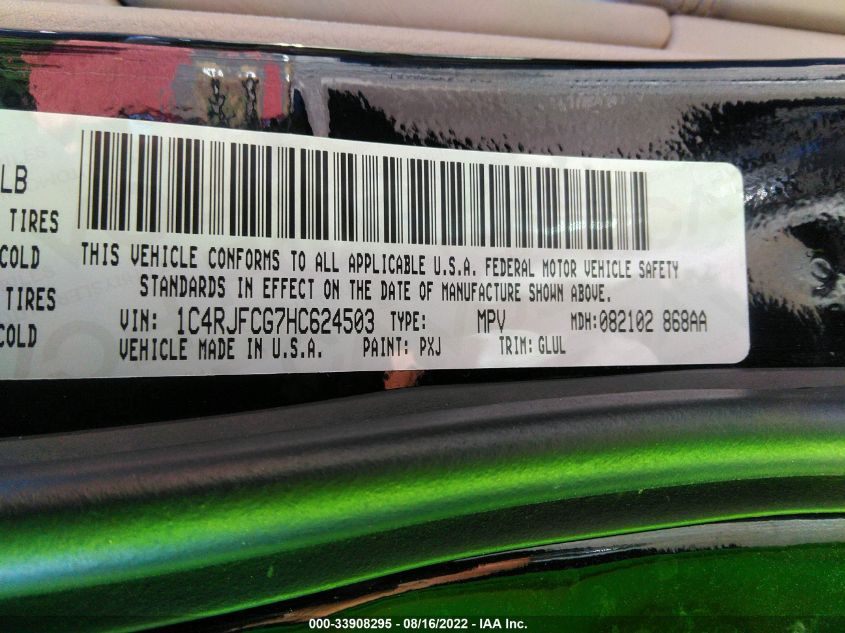 LB
TIRES
COLD
TIRES
COLD
THIS VEHICLE CONFORMS TO ALL APPLICABLE U.S.A. FEDERAL MOTOR VEHICLE SAFETY
STANDARDS IN EFFECT ON THE DATE OF MANUFACTURE SHOWN ABOVE.
VIN: 1C4RJFCG7HC624503 TYPE: MPV MDH:082102 868AA
VEHICLE MADE IN U.S.A. PAINT: PXJ TRIM:GLUL
000-33908295 - 08/16/2022 - IAA Inc.